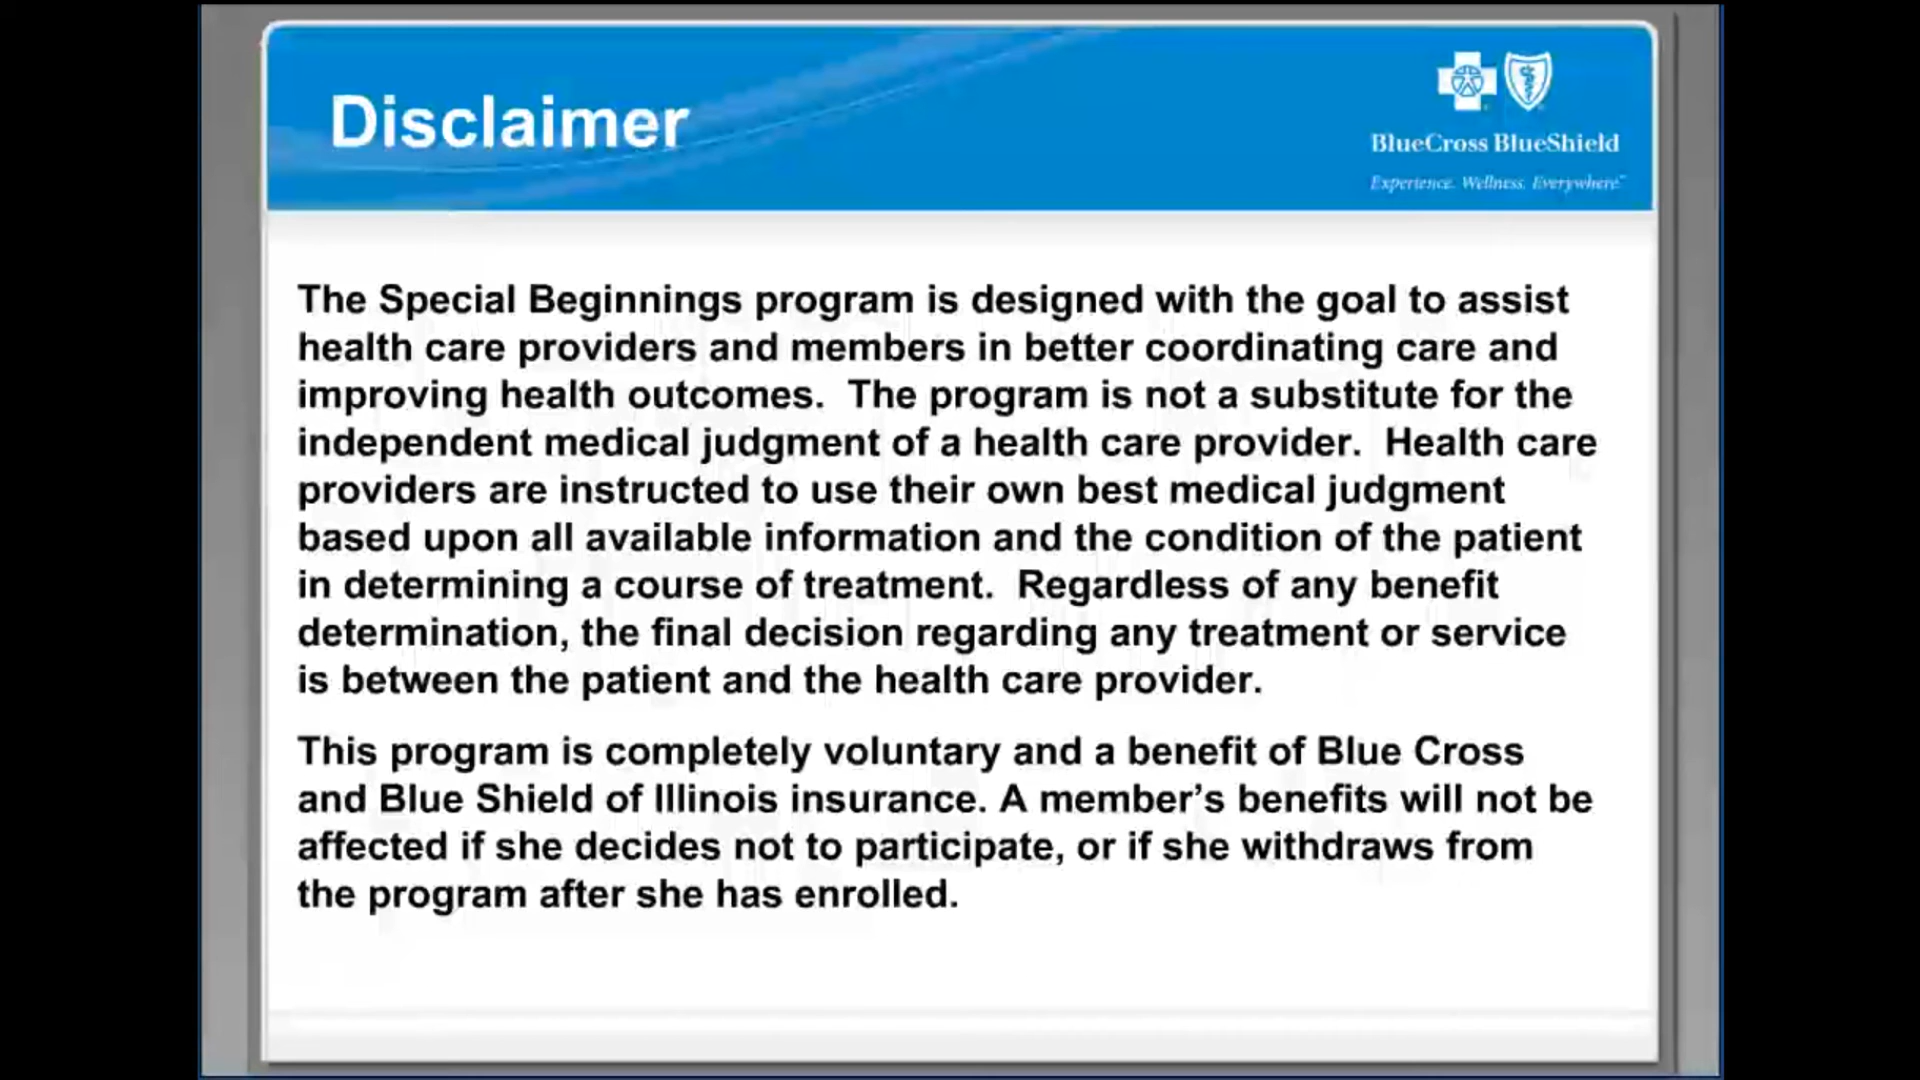 Disclaimer
BlueCross BlueShield
Experience. Wellness. Everywhere.℠
The Special Beginnings program is designed with the goal to assist
health care providers and members in better coordinating care and
improving health outcomes.  The program is not a substitute for the
independent medical judgment of a health care provider.  Health care
providers are instructed to use their own best medical judgment
based upon all available information and the condition of the patient
in determining a course of treatment.  Regardless of any benefit
determination, the final decision regarding any treatment or service
is between the patient and the health care provider.
This program is completely voluntary and a benefit of Blue Cross
and Blue Shield of Illinois insurance. A member’s benefits will not be
affected if she decides not to participate, or if she withdraws from
the program after she has enrolled.